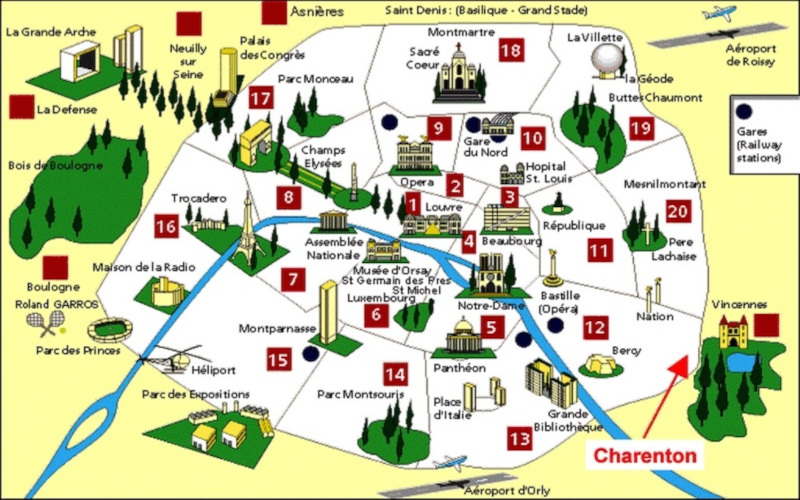 Asnières
Saint Denis : (Basilique - Grand Stade)
La Grande Arche
Neuilly
sur
Seine
Palais
des Congrès
Montmartre
18
Sacré
Coeur
La Villette
la Géode
Aéroport
de Roissy
Parc Monceau
17
La Defense
Buttes Chaumont
19
Gares
(Railway
stations)
9
Gare
du Nord
10
Champs
Elysées
Opera
2
Hopital
St. Louis
Bois de Boulogne
Trocadero
8
1
Louvre
3
République
Mesnilmontant
20
Pere
Lachaise
16
Assemblée
Nationale
4
Beaubourg
11
Maison de la Radio
7
Musée d'Orsay
St Germain des Pres
St Michel
Luxembourg
6
Notre-Dame
Bastille
(Opéra)
Nation
Vincennes
Boulogne
Roland GARROS
Parc des Princes
Montparnasse
15
5
Panthéon
12
Bercy
Héliport
Parc des Expositions
Parc Montsouris
14
Place
d'Italie
Grande
Bibliothèque
13
Charenton
Aéroport d'Orly